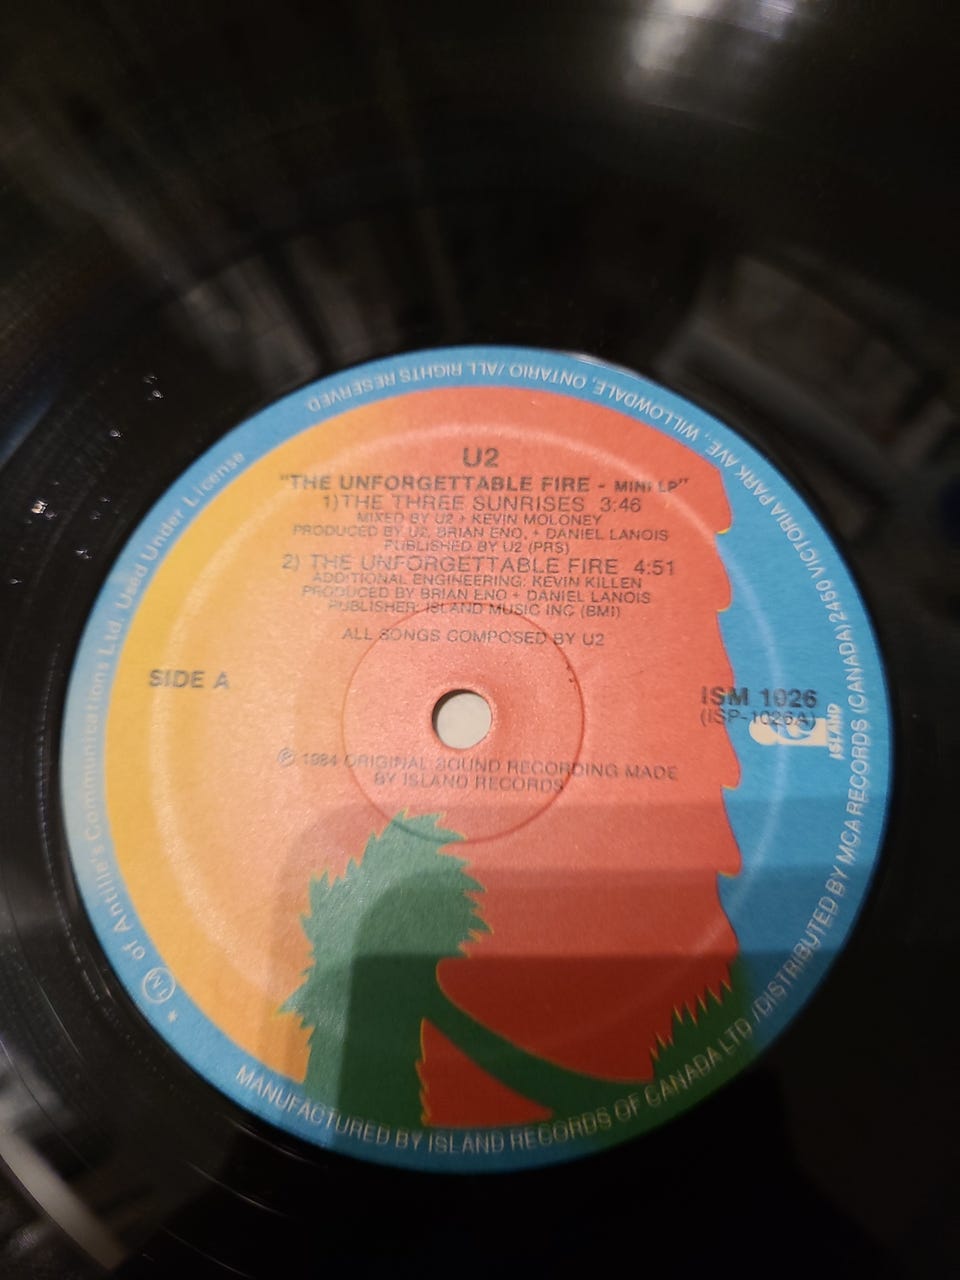 U2
"THE UNFORGETTABLE FIRE - MINI LP"
1) THE THREE SUNRISES 3:46
MIXED BY U2 + KEVIN MOLONEY
PRODUCED BY U2, BRIAN ENO, + DANIEL LANOIS
PUBLISHED BY U2 (PRS)
2) THE UNFORGETTABLE FIRE 4:51
ADDITIONAL ENGINEERING: KEVIN KILLEN
PRODUCED BY BRIAN ENO + DANIEL LANOIS
PUBLISHER: ISLAND MUSIC INC (BMI)
ALL SONGS COMPOSED BY U2
SIDE A
ISM 1026
(ISP-1026A)
ISLAND
℗ 1984 ORIGINAL SOUND RECORDING MADE
BY ISLAND RECORDS
MANUFACTURED BY ISLAND RECORDS OF CANADA LTD./DISTRIBUTED BY MCA RECORDS (CANADA) 2450 VICTORIA PARK AVE., WILLOWDALE, ONTARIO/ALL RIGHTS RESERVED
* TM of Antille's Communications Ltd. Used Under License